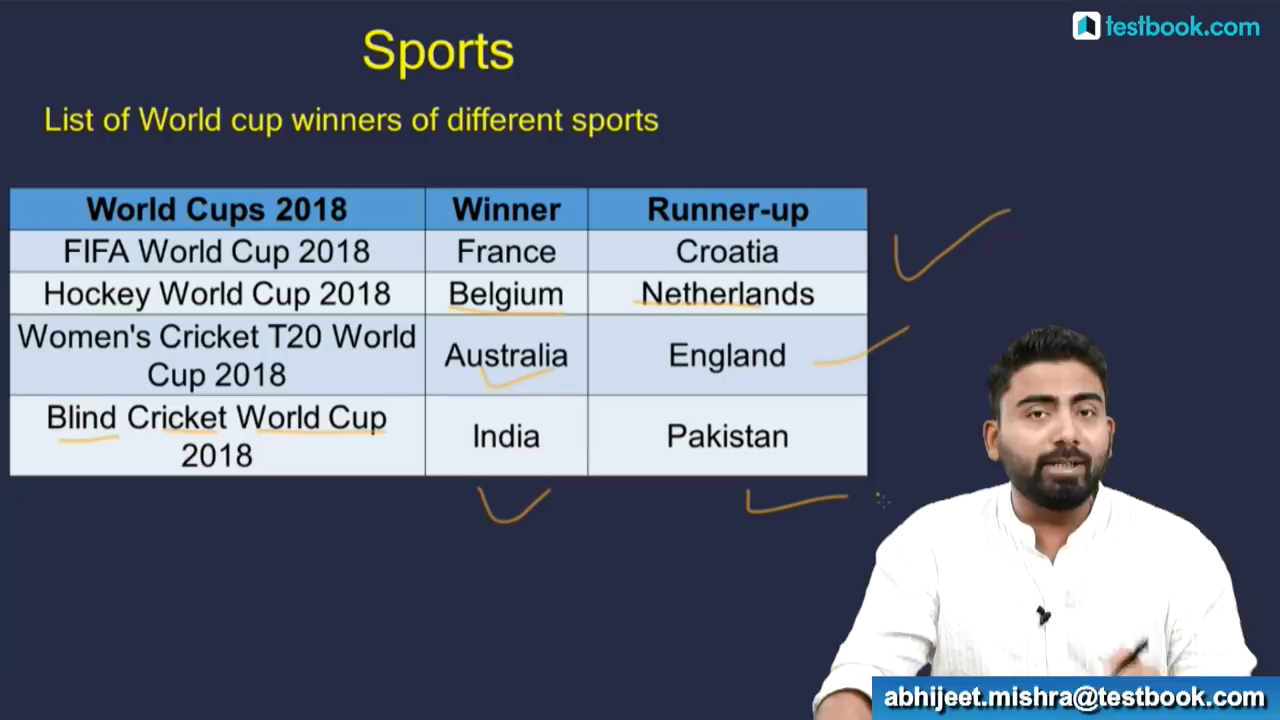 testbook.com
Sports
List of World cup winners of different sports
World Cups 2018 Winner Runner-up
FIFA World Cup 2018 France Croatia
Hockey World Cup 2018 Belgium Netherlands
Women's Cricket T20 World
Cup 2018 Australia England
Blind Cricket World Cup
2018 India Pakistan
abhijeet.mishra@testbook.com